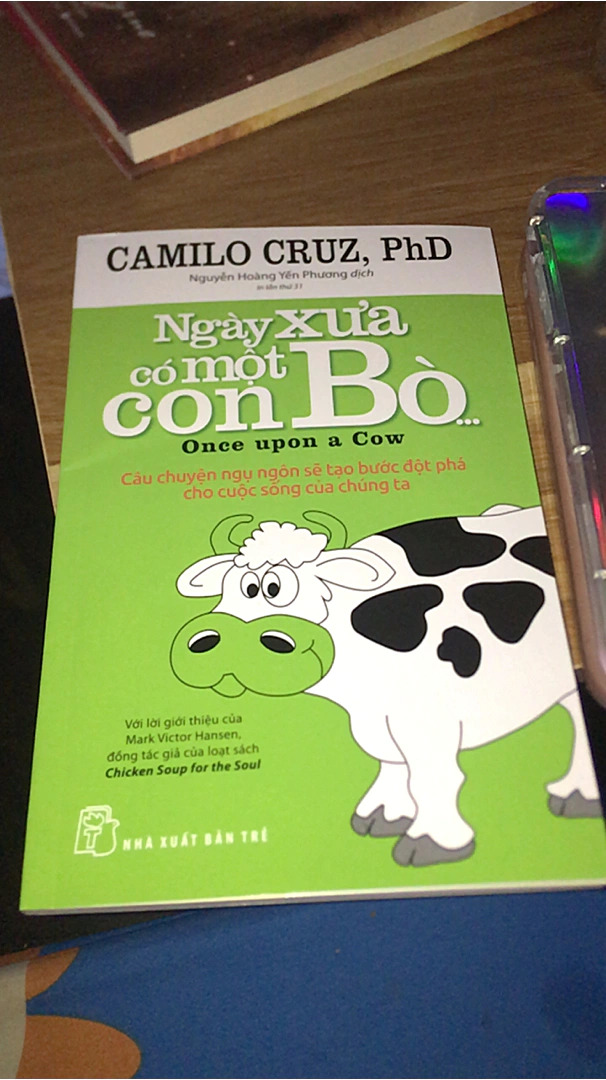 CAMILO CRUZ, PhD
Nguyễn Hoàng Yến Phương dịch
in lần thứ 31
Ngày xưa
có một
con Bò...
Once upon a Cow
Câu chuyện ngụ ngôn sẽ tạo bước đột phá
cho cuộc sống của chúng ta
Với lời giới thiệu của
Mark Victor Hansen,
đồng tác giả của loạt sách
Chicken Soup for the Soul
NHÀ XUẤT BẢN TRẺ